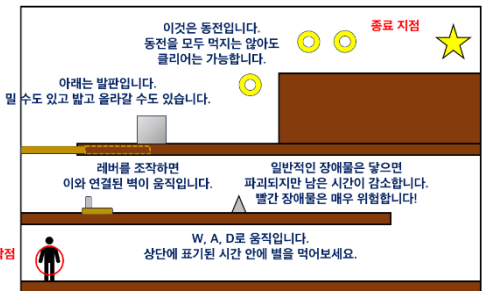 이것은 동전입니다.
동전을 모두 먹지는 않아도
클리어는 가능합니다.
종료 지점
아래는 발판입니다.
밀 수도 있고 밟고 올라갈 수도 있습니다.
레버를 조작하면
이와 연결된 벽이 움직입니다.
일반적인 장애물은 닿으면
파괴되지만 남은 시간이 감소합니다.
빨간 장애물은 매우 위험합니다!
W, A, D로 움직입니다.
상단에 표기된 시간 안에 별을 먹어보세요.